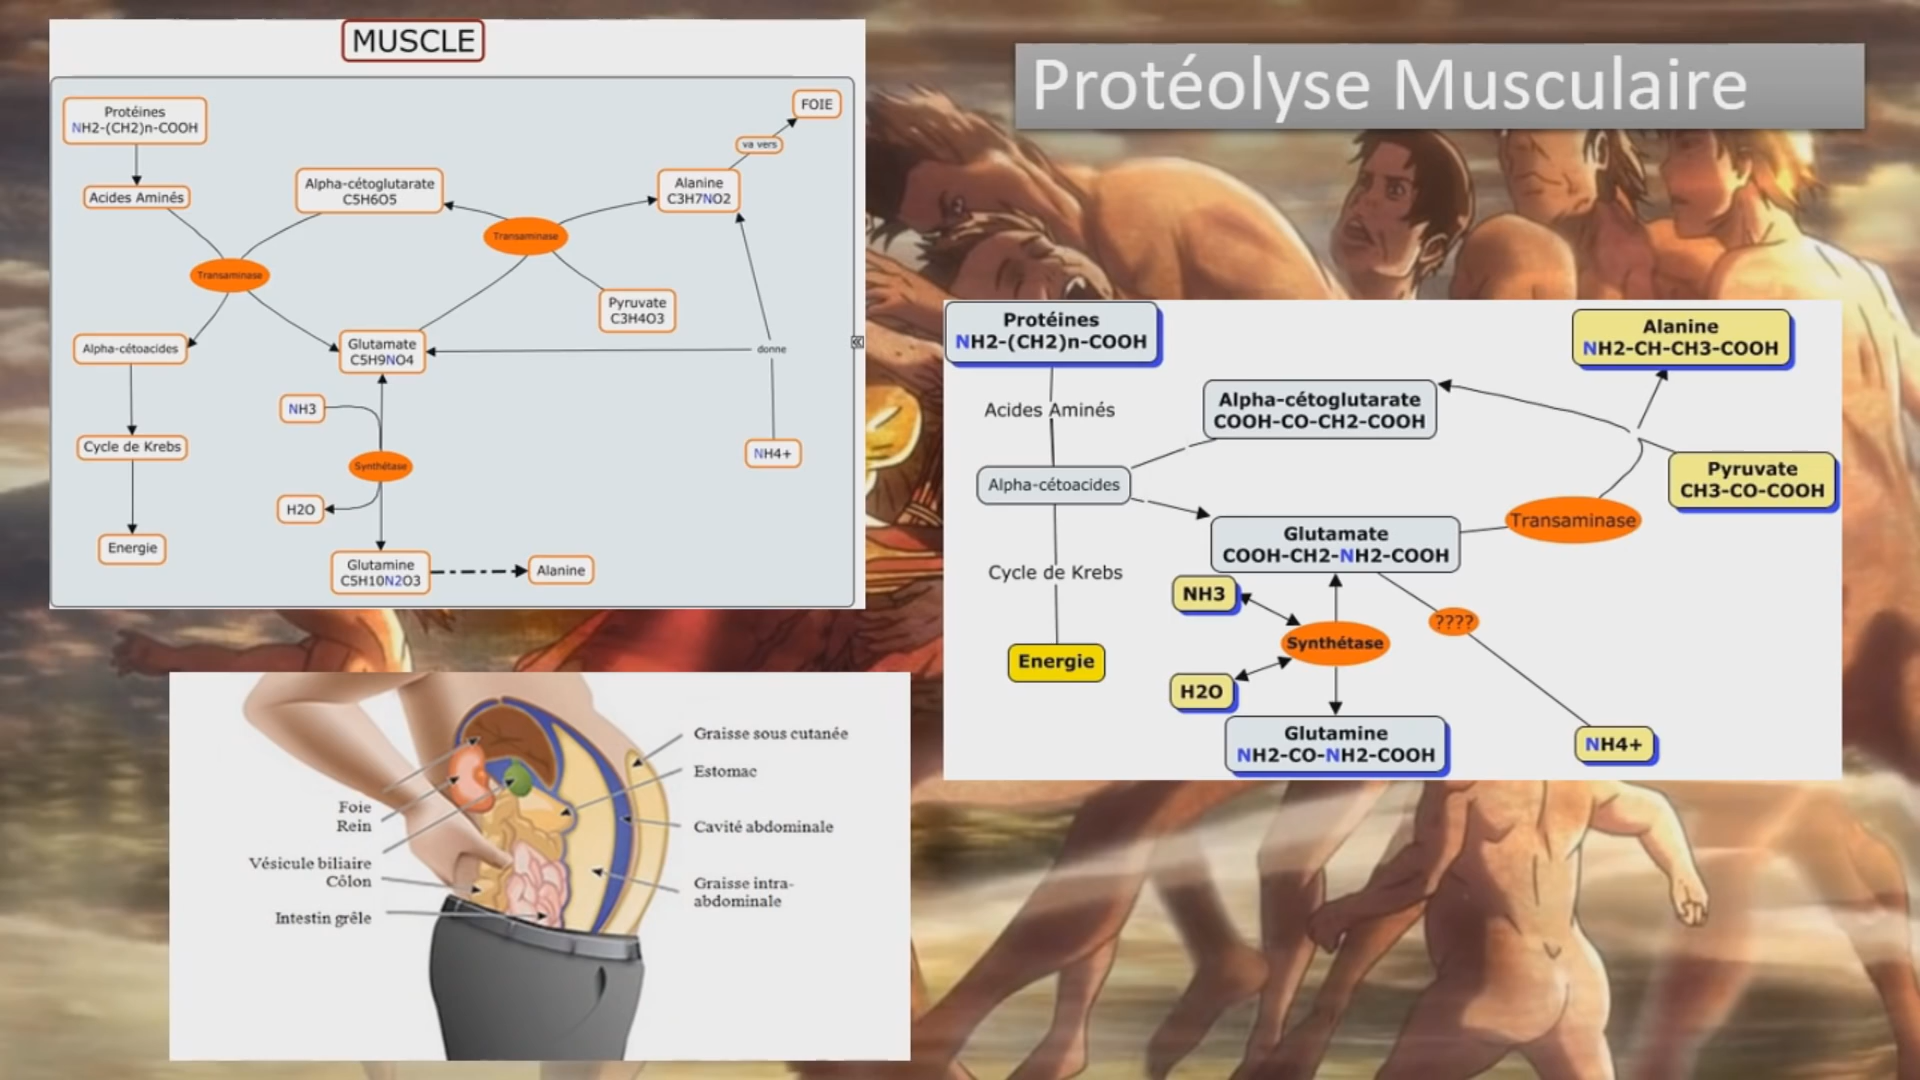 MUSCLE
Protéines
NH2-(CH2)n-COOH
Acides Aminés
Alpha-cétoglutarate
C5H6O5
Transaminase
Transaminase
Alanine
C3H7NO2
va vers
FOIE
Pyruvate
C3H4O3
Alpha-cétoacides
Glutamate
C5H9NO4
donne
NH3
Cycle de Krebs
Synthétase
NH4+
H2O
Energie
Glutamine
C5H10N2O3
Alanine
Protéolyse Musculaire
Protéines
NH2-(CH2)n-COOH
Alanine
NH2-CH-CH3-COOH
Acides Aminés
Alpha-cétoglutarate
COOH-CO-CH2-COOH
Alpha-cétoacides
Pyruvate
CH3-CO-COOH
Transaminase
Glutamate
COOH-CH2-NH2-COOH
Cycle de Krebs
NH3
????
Synthétase
Energie
H2O
Glutamine
NH2-CO-NH2-COOH
NH4+
Foie
Rein
Vésicule biliaire
Côlon
Intestin grêle
Graisse sous cutanée
Estomac
Cavité abdominale
Graisse intra-
abdominale